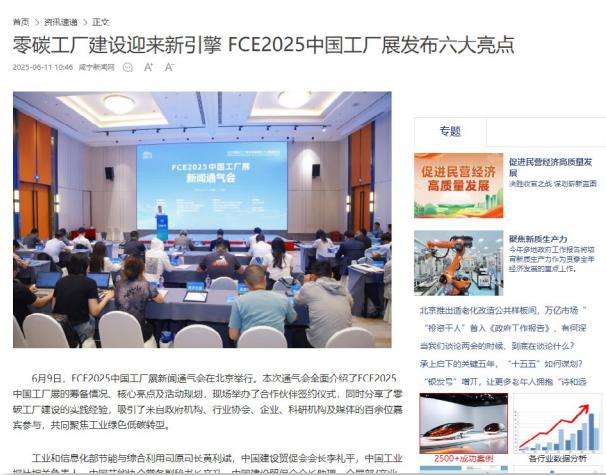 首页 > 资讯速递 > 正文
零碳工厂建设迎来新引擎 FCE2025中国工厂展发布六大亮点
2025-06-11 10:46 咸宁新闻网
A+ A-
FCE2025中国工厂展
新闻通气会
专题
促进民营经济
高质量发展
促进民营经济高质量发
展
决胜收官之战 谋划崭新蓝图
聚焦新质生产力
今年多地政府工作报告将培
育新质生产力作为贯穿全年
经济发展的重点工作。
北京推出适老化改造公共样板间，万亿市场“
“投资于人”首入《政府工作报告》，有何深
当我们谈论两会的时候，到底在谈论什么？
承上启下的关键五年，“十五五”如何谋划？
“银发号”增开，让更多老年人拥抱“诗和远
2500+成功案例
各行业数据分析
6月9日，FCE2025中国工厂展新闻通气会在北京举行。本次通气会全面介绍了FCE2025
中国工厂展的筹备情况、核心亮点及活动规划，现场举办了合作伙伴签约仪式，同时分享了零
碳工厂建设的实践经验，吸引了来自政府机构、行业协会、企业、科研机构及媒体的百余位嘉
宾参与，共同聚焦工业绿色低碳转型。
工业和信息化部节能与综合利用司原司长黄利斌，中国建设贸促会会长李礼平，中国工业